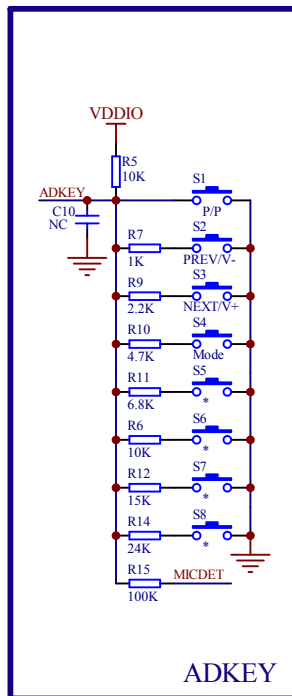 VDDIO
R5
10K
ADKEY
C10
NC
S1
P/P
R7
1K
S2
PREV/V-
R9
2.2K
S3
NEXT/V+
R10
4.7K
S4
Mode
R11
6.8K
S5
*
R6
10K
S6
*
R12
15K
S7
*
R14
24K
S8
*
R15
100K
MICDET
ADKEY